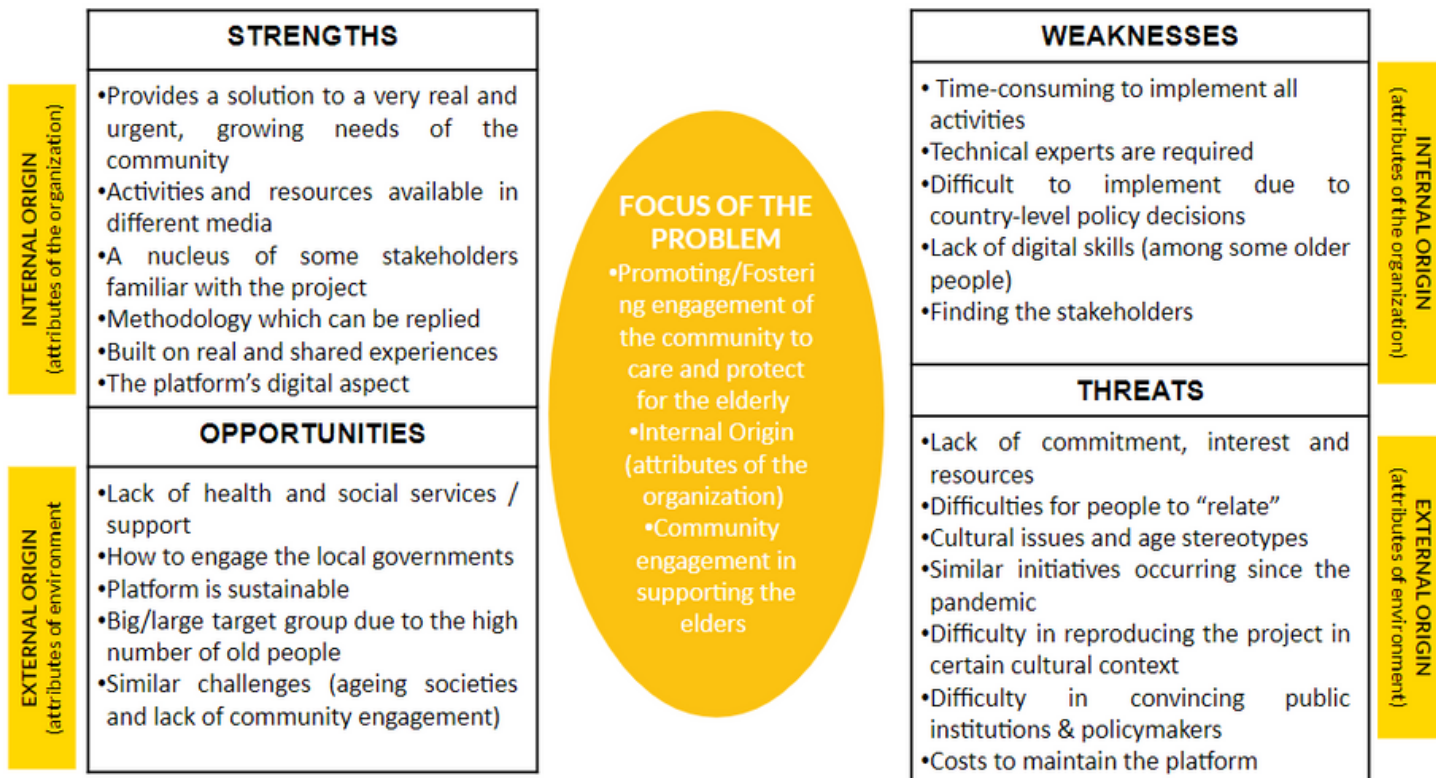 STRENGTHS
INTERNAL ORIGIN
(attributes of the organization)
•Provides a solution to a very real and
urgent, growing needs of the
community
•Activities and resources available in
different media
•A nucleus of some stakeholders
familiar with the project
•Methodology which can be replied
•Built on real and shared experiences
•The platform’s digital aspect
OPPORTUNITIES
EXTERNAL ORIGIN
(attributes of environment
•Lack of health and social services /
support
•How to engage the local governments
•Platform is sustainable
•Big/large target group due to the high
number of old people
•Similar challenges (ageing societies
and lack of community engagement)
FOCUS OF THE
PROBLEM
•Promoting/Fosteri
ng engagement of
the community to
care and protect
for the elderly
•Internal Origin
(attributes of the
organization)
•Community
engagement in
supporting the
elders
WEAKNESSES
• Time-consuming to implement all
activities
•Technical experts are required
•Difficult to implement due to
country-level policy decisions
•Lack of digital skills (among some older
people)
•Finding the stakeholders
INTERNAL ORIGIN
(attributes of the organization)
THREATS
•Lack of commitment, interest and
resources
•Difficulties for people to “relate”
•Cultural issues and age stereotypes
•Similar initiatives occurring since the
pandemic
•Difficulty in reproducing the project in
certain cultural context
•Difficulty in convincing public
institutions & policymakers
•Costs to maintain the platform
EXTERNAL ORIGIN
(attributes of environment)